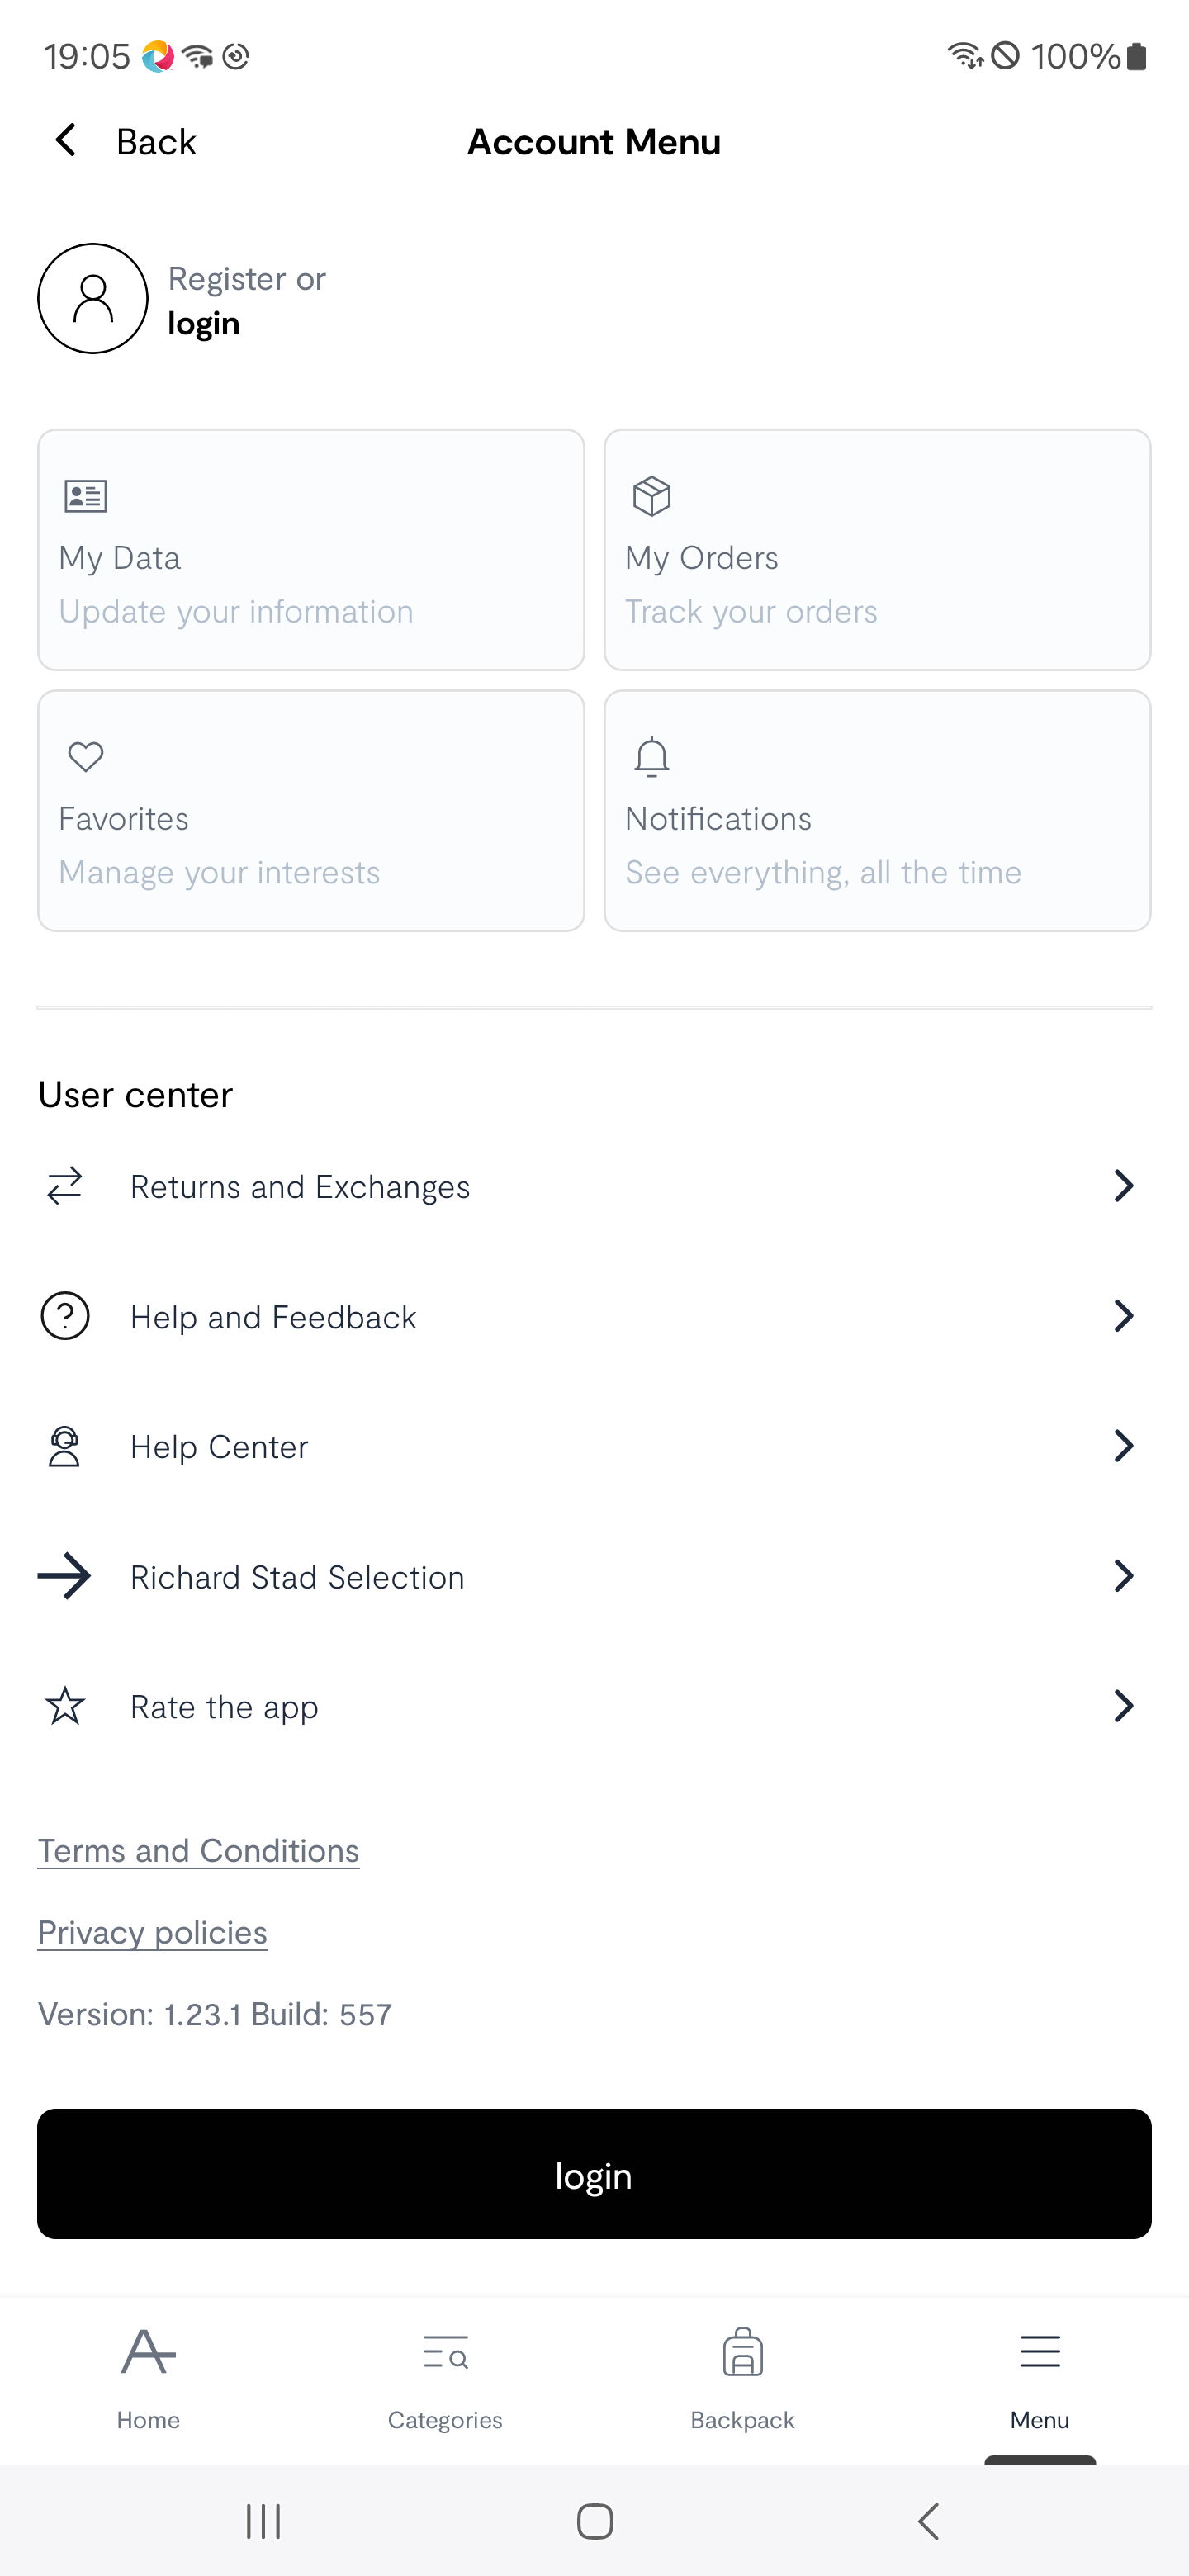 19:05
100%
Back
Account Menu
Register or
login
My Data
Update your information
My Orders
Track your orders
Favorites
Manage your interests
Notifications
See everything, all the time
User center
Returns and Exchanges
Help and Feedback
Help Center
Richard Stad Selection
Rate the app
Terms and Conditions
Privacy policies
Version: 1.23.1 Build: 557
login
Home
Categories
Backpack
Menu